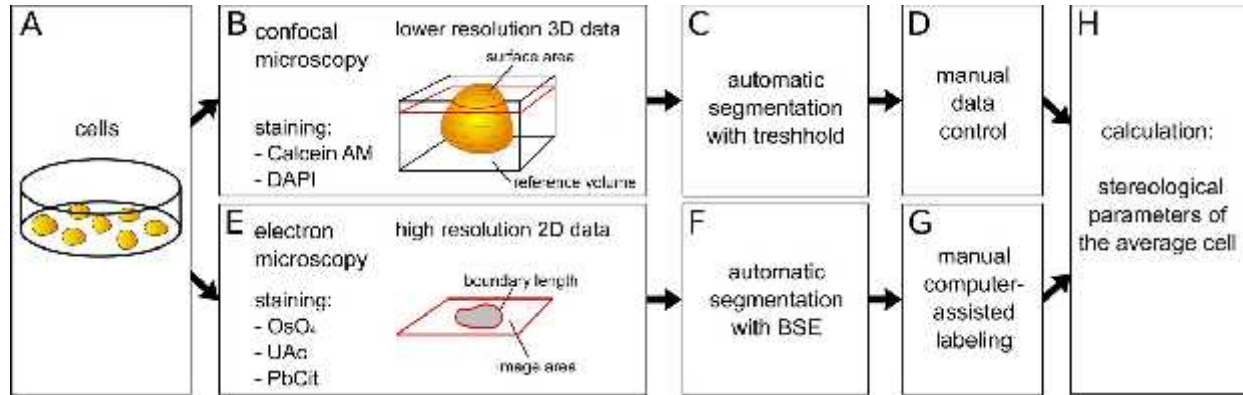 A
cells
B
confocal
microscopy
lower resolution 3D data
surface area
staining:
- Calcein AM
- DAPI
reference volume
C
automatic
segmentation
with treshhold
D
manual
data
control
E
electron
microscopy
high resolution 2D data
boundary length
staining:
- OsO₄
- UAc
- PbCit
image area
F
automatic
segmentation
with BSE
G
manual
computer-
assisted
labeling
H
calculation:
stereological
parameters of
the average cell